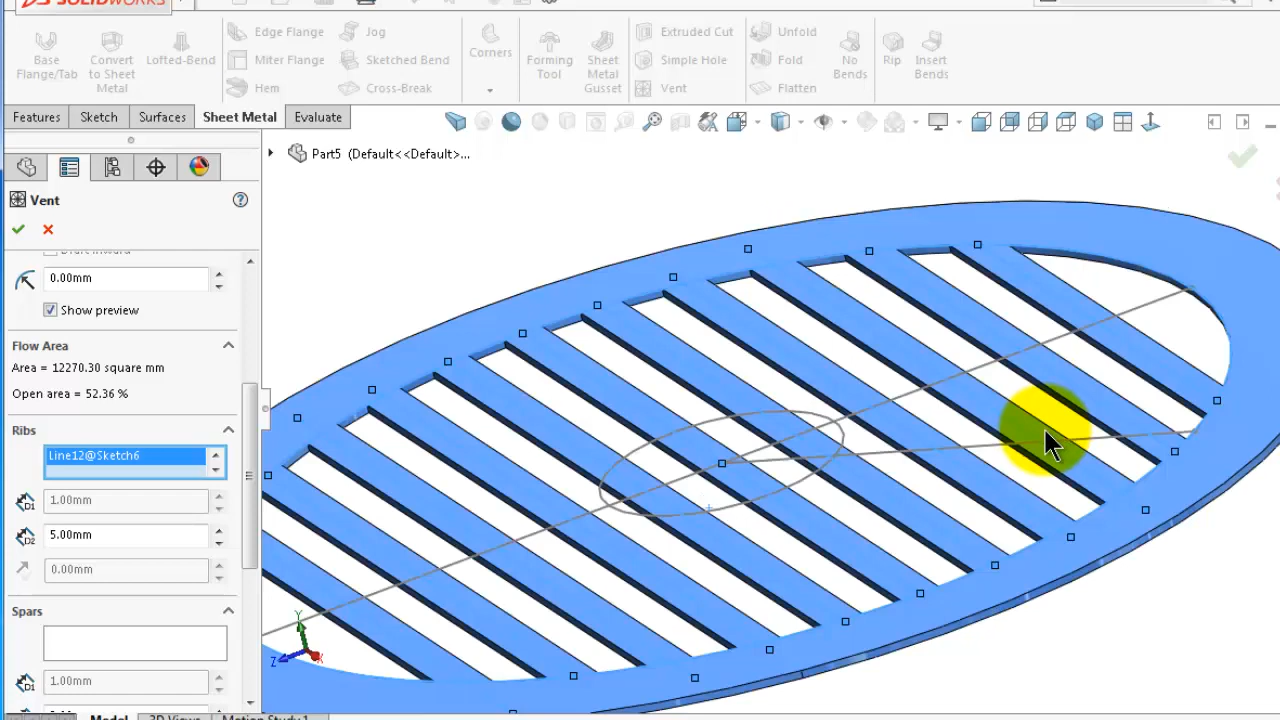 SOLIDWORKS
Edge Flange
Jog
Extruded Cut
Unfold
Base
Flange/Tab
Convert
to Sheet
Metal
Lofted-Bend
Miter Flange
Sketched Bend
Corners
Forming
Tool
Sheet
Metal
Gusset
Simple Hole
Fold
No
Bends
Rip
Insert
Bends
Hem
Cross-Break
Vent
Flatten
Features
Sketch
Surfaces
Sheet Metal
Evaluate
Part5 (Default<<Default>...
Vent
0.00mm
Show preview
Flow Area
Area = 12270.30 square mm
Open area = 52.36 %
Ribs
Line12@Sketch6
D1
1.00mm
D2
5.00mm
0.00mm
Spars
D1
1.00mm
Y
Z
X
Model
3D Views
Motion Study 1